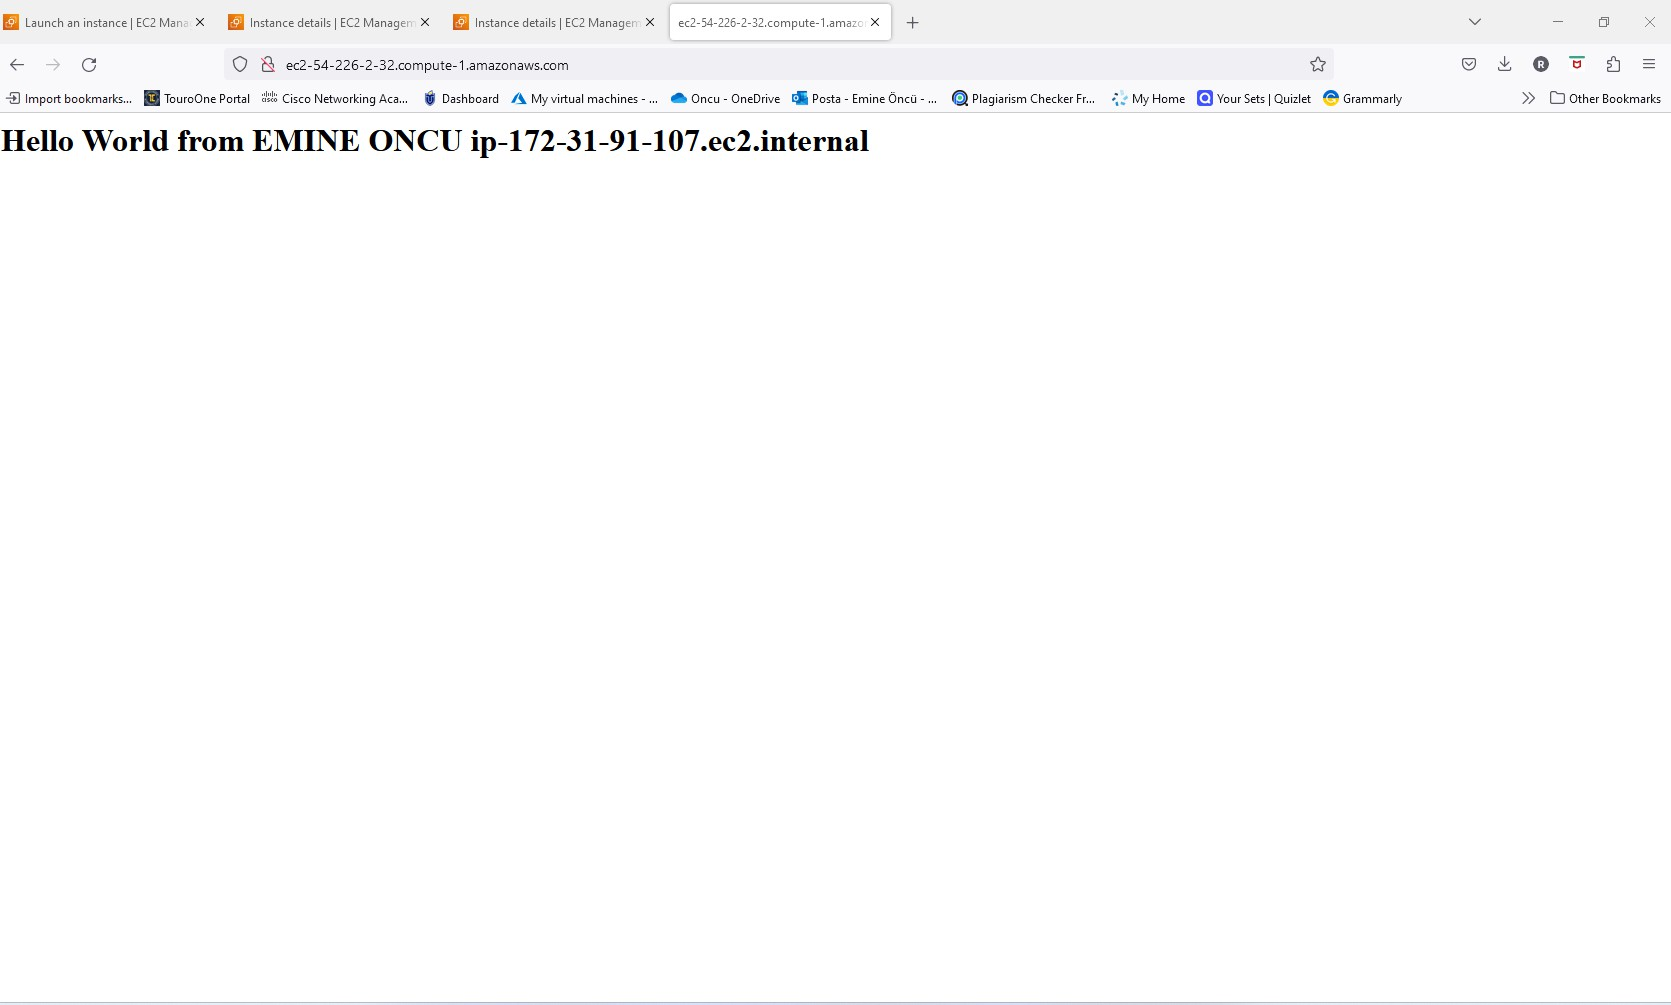 Launch an instance | EC2 Mana
Instance details | EC2 Managem
Instance details | EC2 Managem
ec2-54-226-2-32.compute-1.amazon
ec2-54-226-2-32.compute-1.amazonaws.com
Import bookmarks... TouroOne Portal Cisco Networking Aca... Dashboard My virtual machines - ... Oncu - OneDrive Posta - Emine Öncü - ... Plagiarism Checker Fr... My Home Your Sets | Quizlet Grammarly Other Bookmarks
Hello World from EMINE ONCU ip-172-31-91-107.ec2.internal